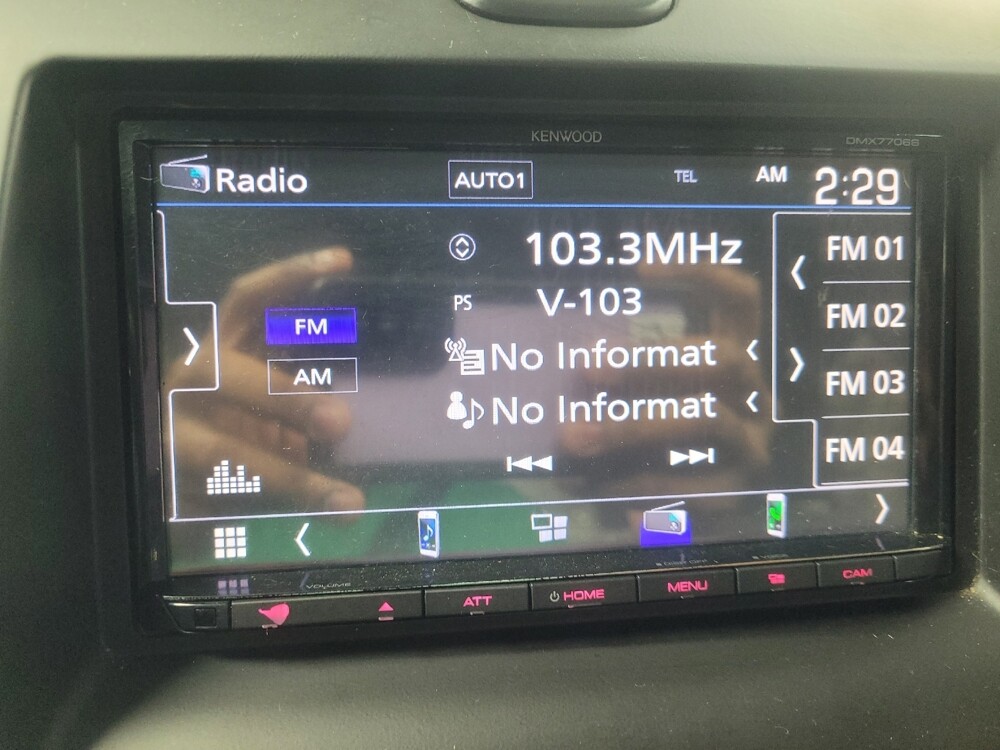 KENWOOD
DMX7706S
Radio
AUTO1
TEL
AM
2:29
103.3MHz
FM 01
PS
V-103
FM
FM 02
No Informat
AM
FM 03
No Informat
FM 04
VOLUME
ATT
HOME
MENU
CAM